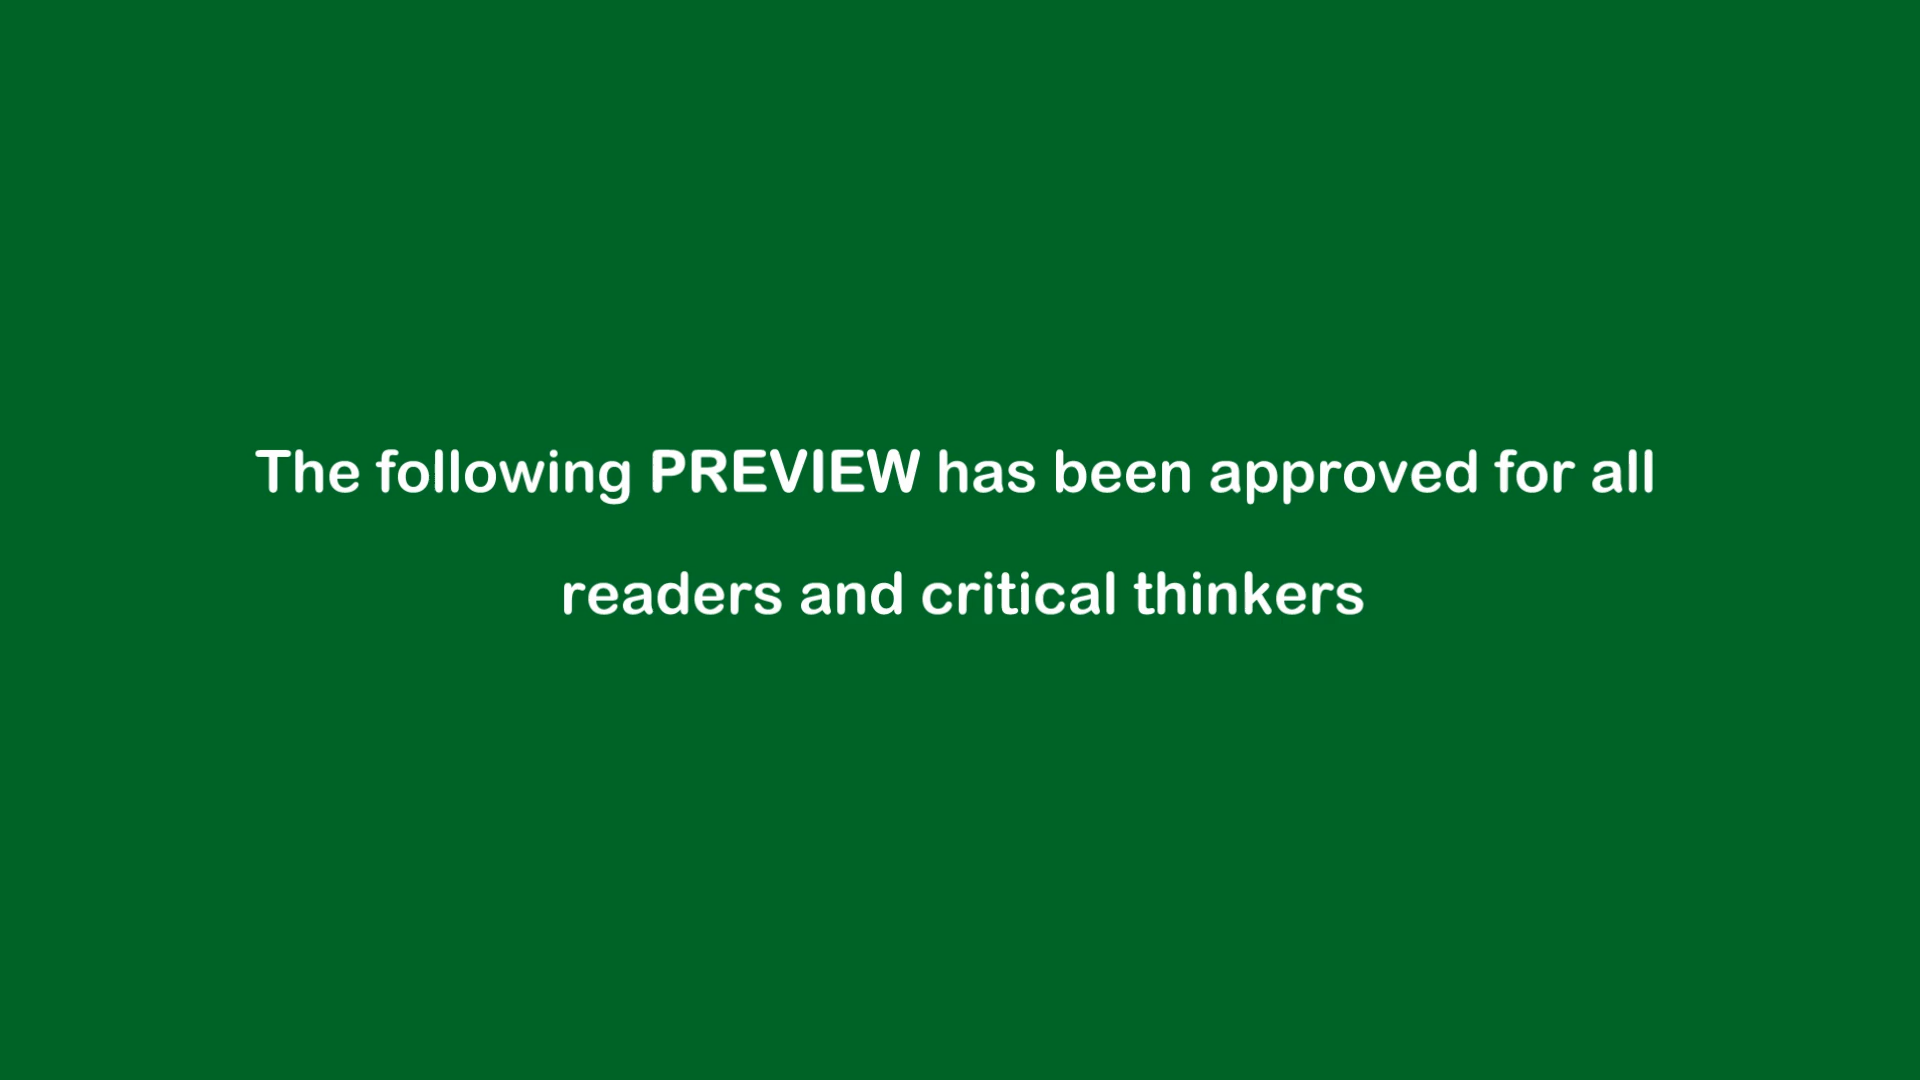 The following PREVIEW has been approved for all
readers and critical thinkers